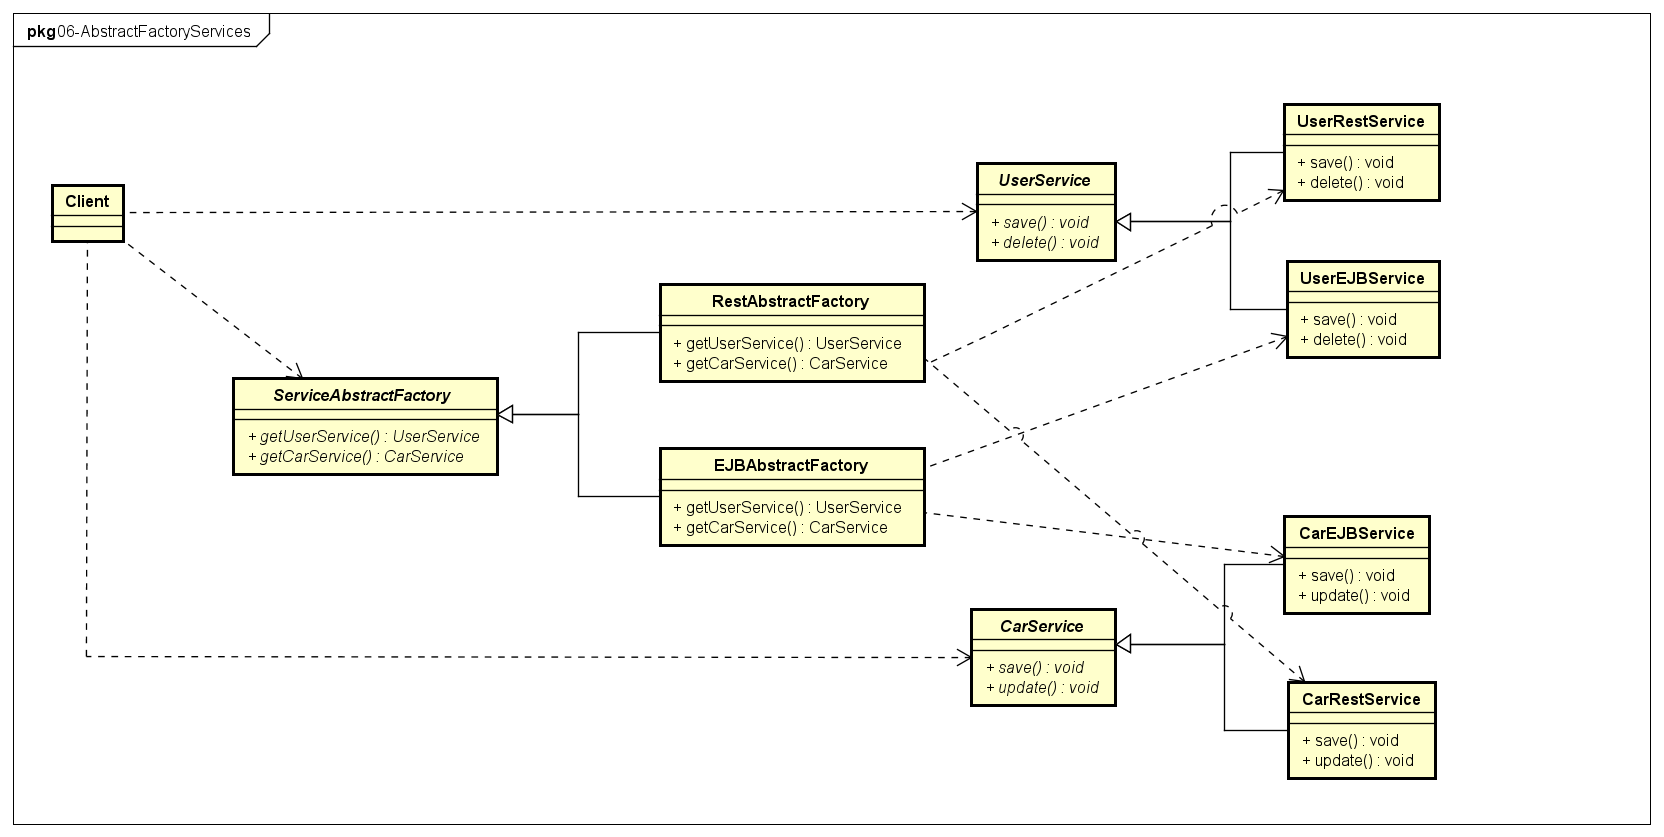 pkg 06-AbstractFactoryServices
Client
UserService
+ save() : void
+ delete() : void
UserRestService
+ save() : void
+ delete() : void
UserEJBService
+ save() : void
+ delete() : void
RestAbstractFactory
+ getUserService() : UserService
+ getCarService() : CarService
ServiceAbstractFactory
+ getUserService() : UserService
+ getCarService() : CarService
EJBAbstractFactory
+ getUserService() : UserService
+ getCarService() : CarService
CarEJBService
+ save() : void
+ update() : void
CarService
+ save() : void
+ update() : void
CarRestService
+ save() : void
+ update() : void